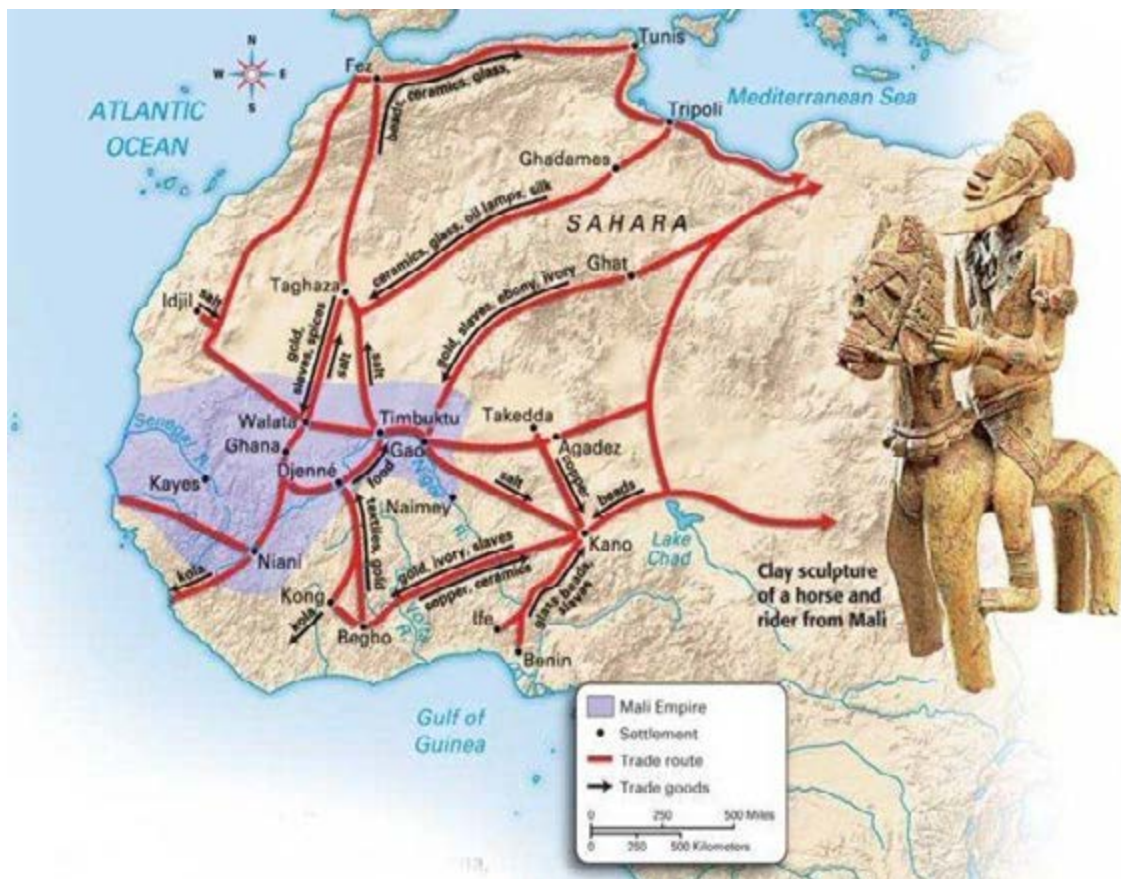 N
W E
S
ATLANTIC
OCEAN
Fez
Tunis
beads, ceramics, glass,
Mediterranean Sea
Tripoli
Ghadames
ceramics, glass, oil lamps, silk
SAHARA
Ghat
gold, slaves, ebony, ivory
Taghaza
Idjil
salt
gold,
slaves, spices
salt
salt
Walata
Timbuktu
Takedda
Senegal R.
Ghana
Gao
Agadez
Djenné
food
Niger
R.
Kayes
Naimey
salt
copper
beads
textiles, gold
Kano
Lake
Chad
Niani
gold, ivory, slaves
copper, ceramics
kola
Kong
kola
Begho
Volta
R.
Ife
glass beads,
slaves
Benin
Clay sculpture
of a horse and
rider from Mali
Gulf of
Guinea
Mali Empire
Settlement
Trade route
Trade goods
0 250 500 Miles
0 250 500 Kilometers